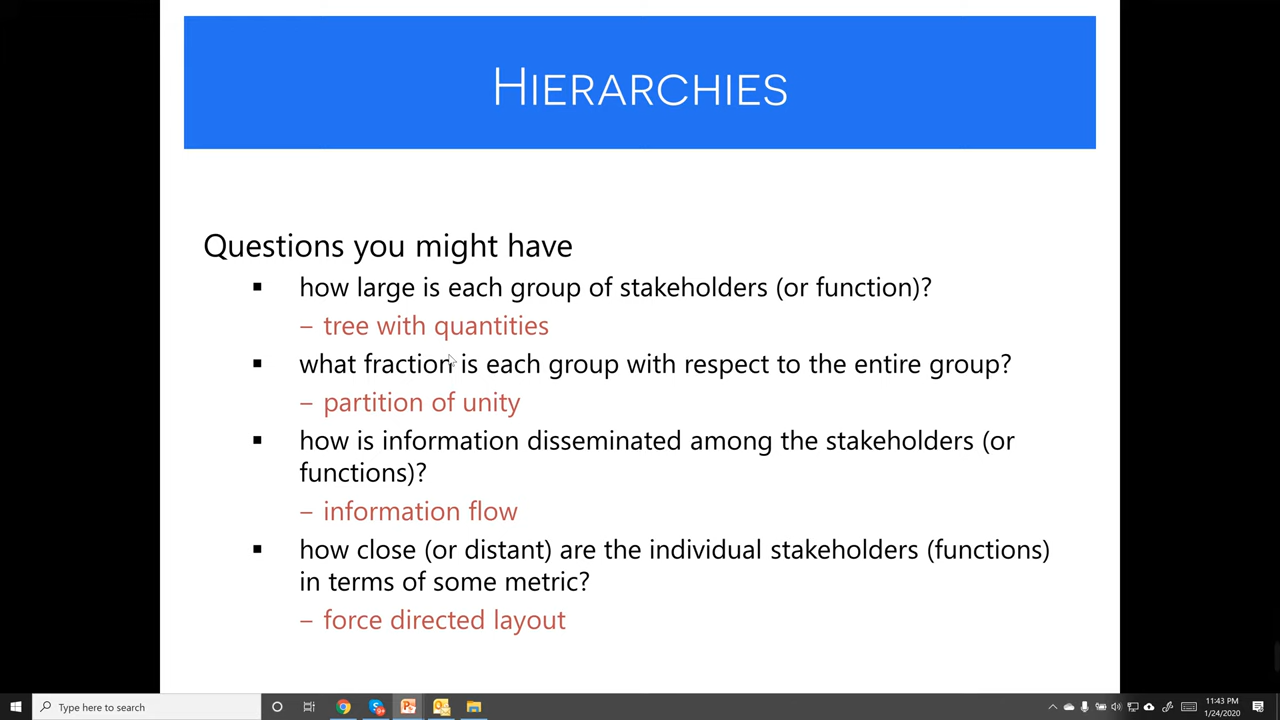 HIERARCHIES
Questions you might have
▪ how large is each group of stakeholders (or function)?
– tree with quantities
▪ what fraction is each group with respect to the entire group?
– partition of unity
▪ how is information disseminated among the stakeholders (or
functions)?
– information flow
▪ how close (or distant) are the individual stakeholders (functions)
in terms of some metric?
– force directed layout
Type here to search
11:43 PM
1/24/2020